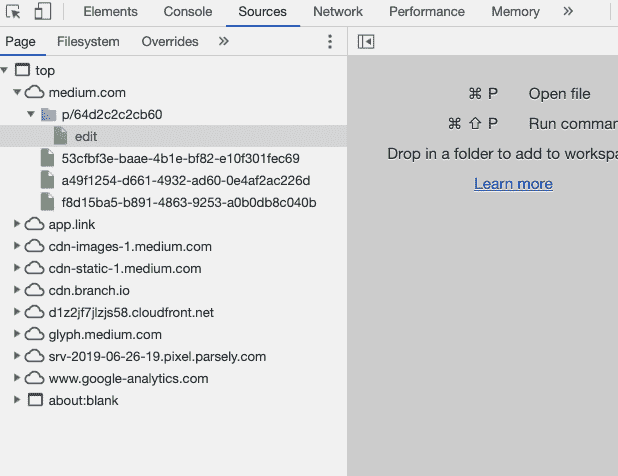 Elements Console Sources Network Performance Memory »
Page Filesystem Overrides »
top
medium.com
p/64d2c2c2cb60
edit
53cfbf3e-baae-4b1e-bf82-e10f301fec69
a49f1254-d661-4932-ad60-0e4af2ac226d
f8d15ba5-b891-4863-9253-a0b0db8c040b
app.link
cdn-images-1.medium.com
cdn-static-1.medium.com
cdn.branch.io
d1z2jf7jlzjs58.cloudfront.net
glyph.medium.com
srv-2019-06-26-19.pixel.parsely.com
www.google-analytics.com
about:blank
⌘ P Open file
⌘ ⇧ P Run comman
Drop in a folder to add to workspa
Learn more